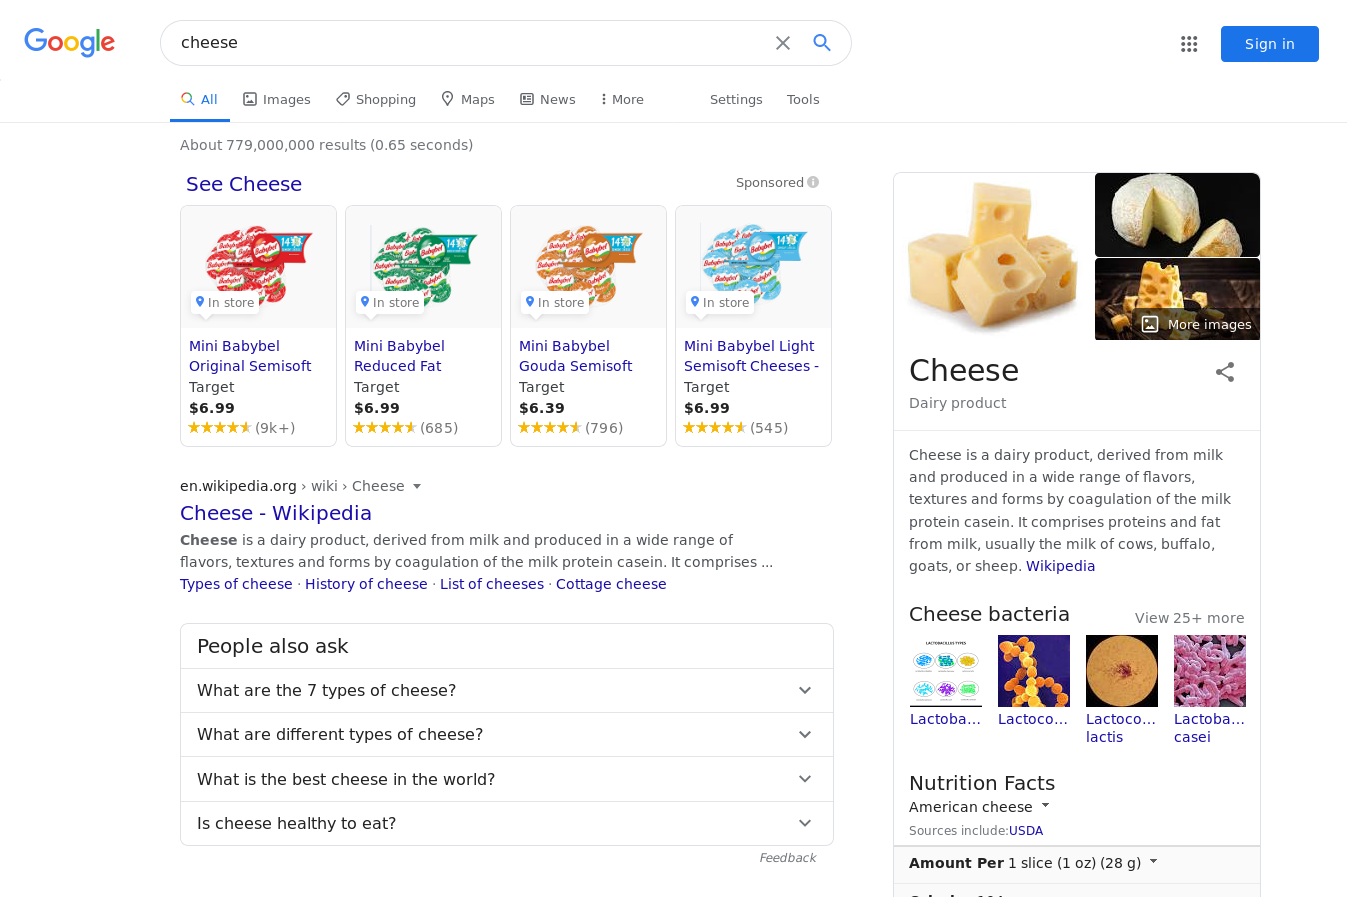 Google
cheese
Sign in
All
Images
Shopping
Maps
News
More
Settings
Tools
About 779,000,000 results (0.65 seconds)
See Cheese
Sponsored
Babybel
In store
Mini Babybel
Original Semisoft
Target
$6.99
(9k+)
Babybel
In store
Mini Babybel
Reduced Fat
Target
$6.99
(685)
Babybel
In store
Mini Babybel
Gouda Semisoft
Target
$6.39
(796)
Babybel
In store
Mini Babybel Light
Semisoft Cheeses -
Target
$6.99
(545)
en.wikipedia.org › wiki › Cheese
Cheese - Wikipedia
Cheese is a dairy product, derived from milk and produced in a wide range of
flavors, textures and forms by coagulation of the milk protein casein. It comprises ...
Types of cheese · History of cheese · List of cheeses · Cottage cheese
People also ask
What are the 7 types of cheese?
What are different types of cheese?
What is the best cheese in the world?
Is cheese healthy to eat?
Feedback
More images
Cheese
Dairy product
Cheese is a dairy product, derived from milk
and produced in a wide range of flavors,
textures and forms by coagulation of the milk
protein casein. It comprises proteins and fat
from milk, usually the milk of cows, buffalo,
goats, or sheep. Wikipedia
Cheese bacteria
View 25+ more
LACTOBACILLUS TYPES
Lactoba...
Lactoco...
Lactoco...
lactis
Lactoba...
casei
Nutrition Facts
American cheese
Sources include:USDA
Amount Per 1 slice (1 oz) (28 g)